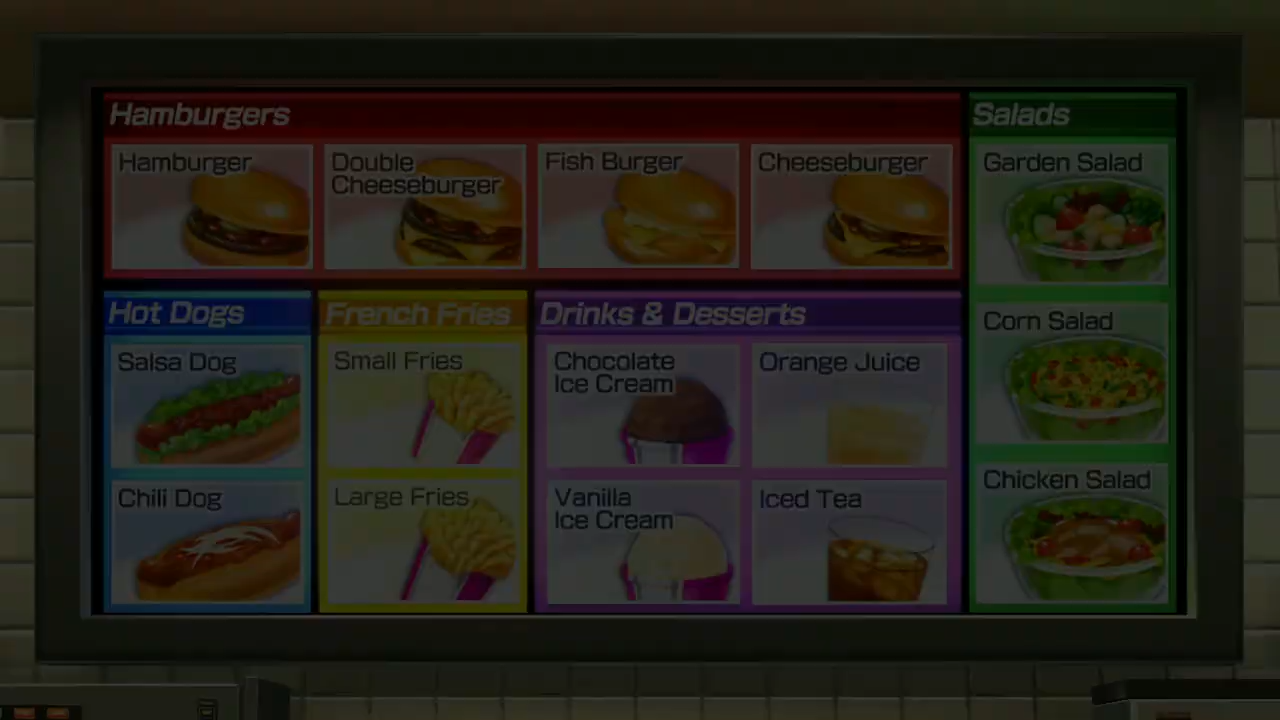 Hamburgers
Hamburger
Double
Cheeseburger
Fish Burger
Cheeseburger
Salads
Garden Salad
Corn Salad
Chicken Salad
Hot Dogs
Salsa Dog
Chili Dog
French Fries
Small Fries
Large Fries
Drinks & Desserts
Chocolate
Ice Cream
Orange Juice
Vanilla
Ice Cream
Iced Tea